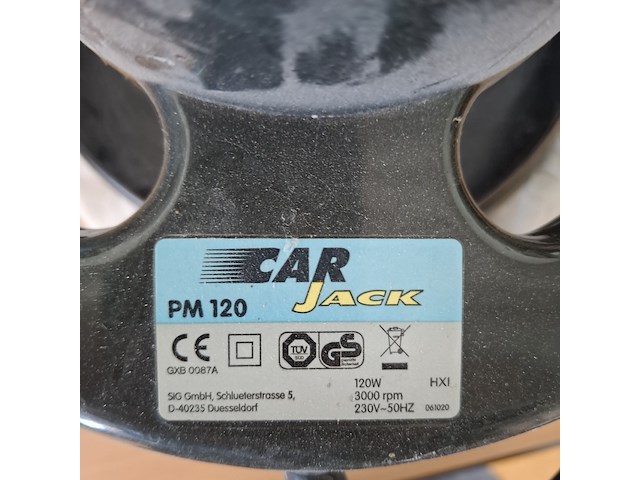 CAR
JACK
PM 120
CE
TÜV
GS
GXB 0087A
120W HXI
SIG GmbH, Schlueterstrasse 5, 3000 rpm
D-40235 Duesseldorf 230V~50HZ 061020